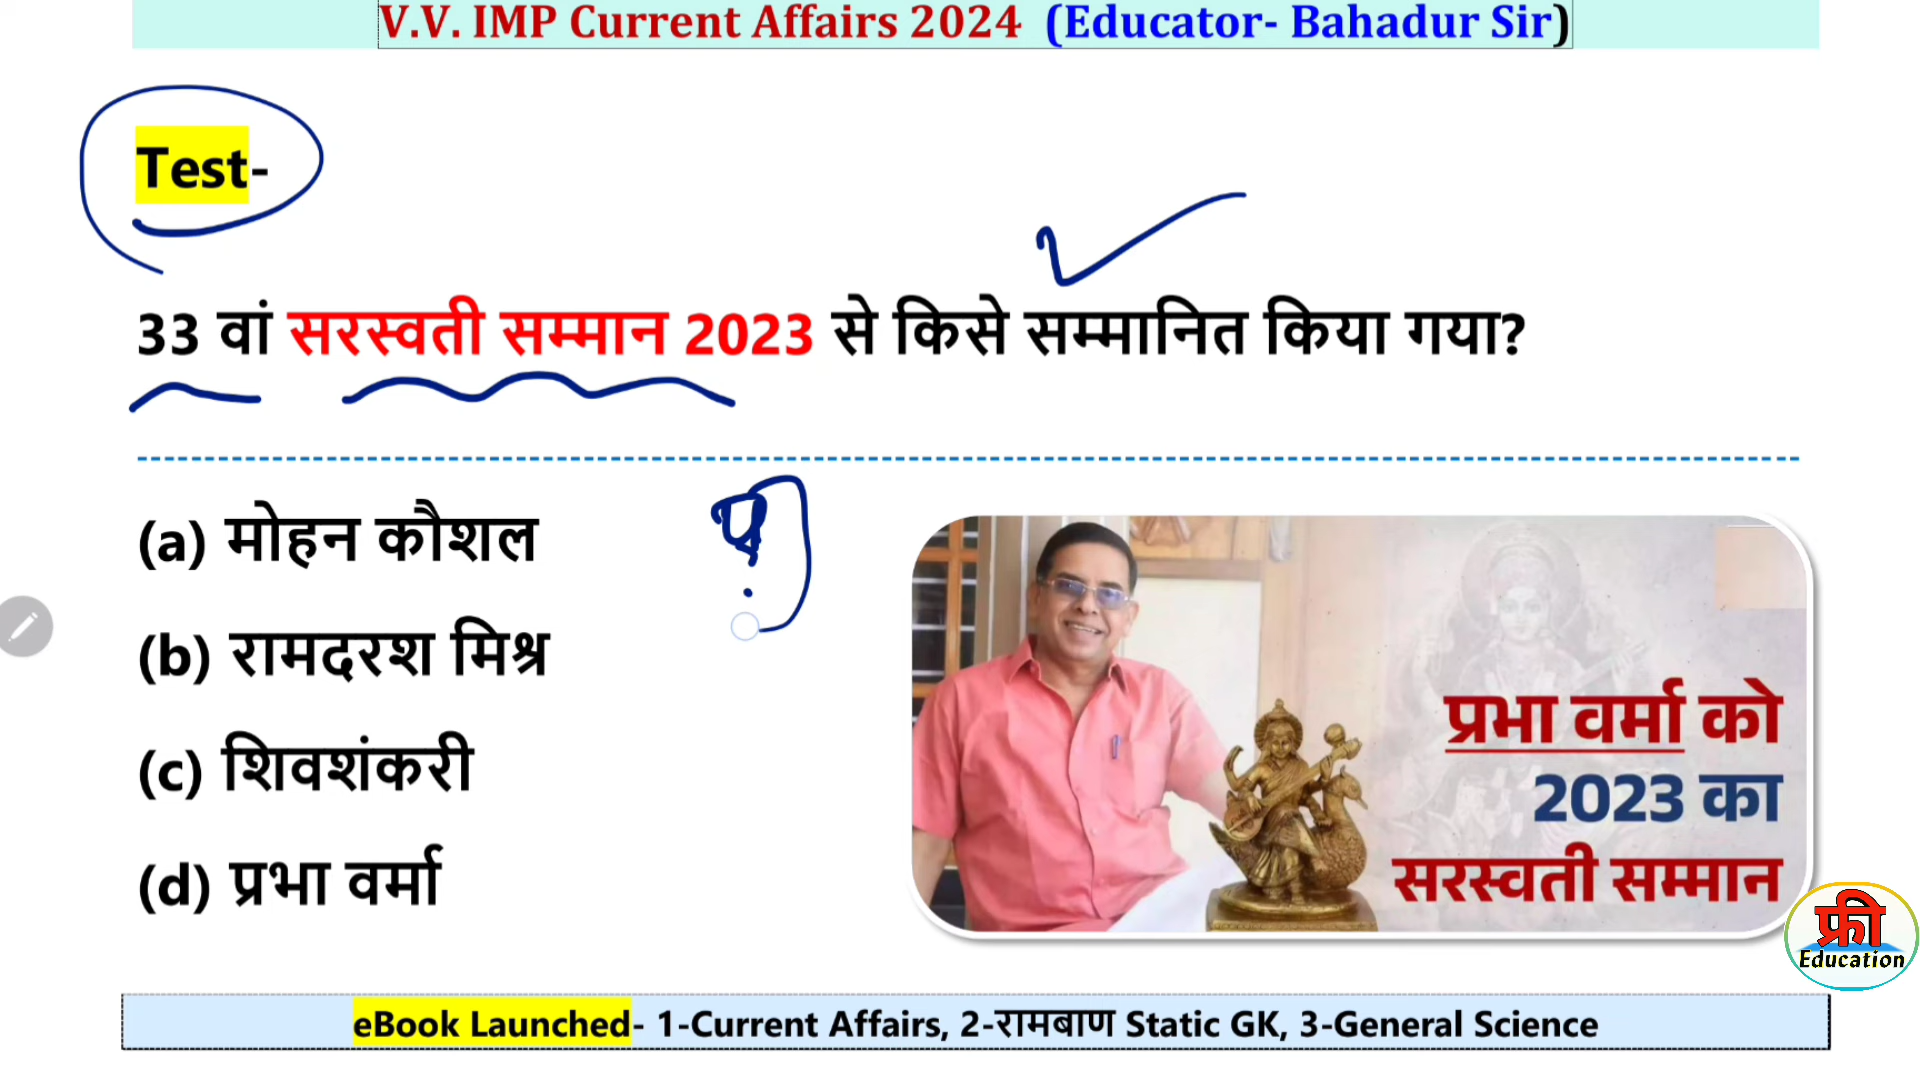 V.V. IMP Current Affairs 2024 (Educator- Bahadur Sir)
Test-
33 वां सरस्वती सम्मान 2023 से किसे सम्मानित किया गया?
(a) मोहन कौशल
(b) रामदरश मिश्र
(c) शिवशंकरी
(d) प्रभा वर्मा
प्रभा वर्मा को
2023 का
सरस्वती सम्मान
फ्री
Education
eBook Launched- 1-Current Affairs, 2-रामबाण Static GK, 3-General Science